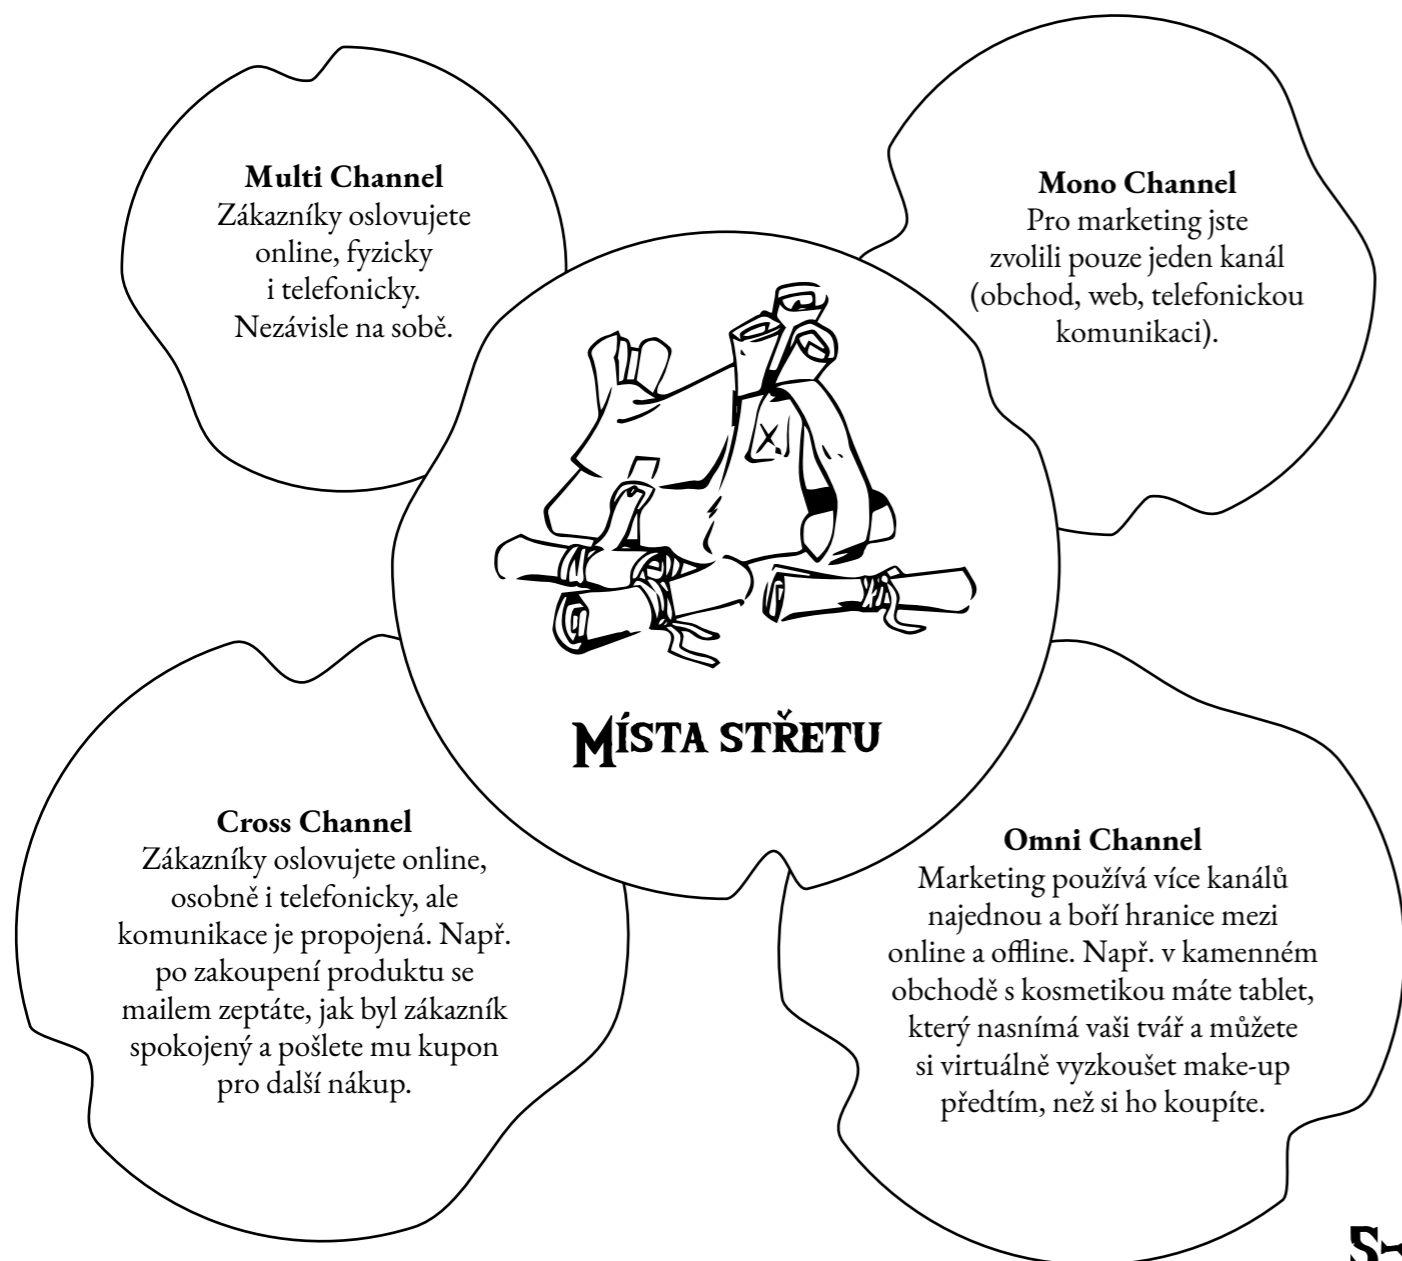 Multi Channel
Zákazníky oslovujete
online, fyzicky
i telefonicky.
Nezávisle na sobě.
Mono Channel
Pro marketing jste
zvolili pouze jeden kanál
(obchod, web, telefonickou
komunikaci).
Místa střetu
Cross Channel
Zákazníky oslovujete online,
osobně i telefonicky, ale
komunikace je propojená. Např.
po zakoupení produktu se
mailem zeptáte, jak byl zákazník
spokojený a pošlete mu kupon
pro další nákup.
Omni Channel
Marketing používá více kanálů
najednou a boří hranice mezi
online a offline. Např. v kamenném
obchodě s kosmetikou máte tablet,
který nasnímá vaši tvář a můžete
si virtuálně vyzkoušet make-up
předtím, než si ho koupíte.